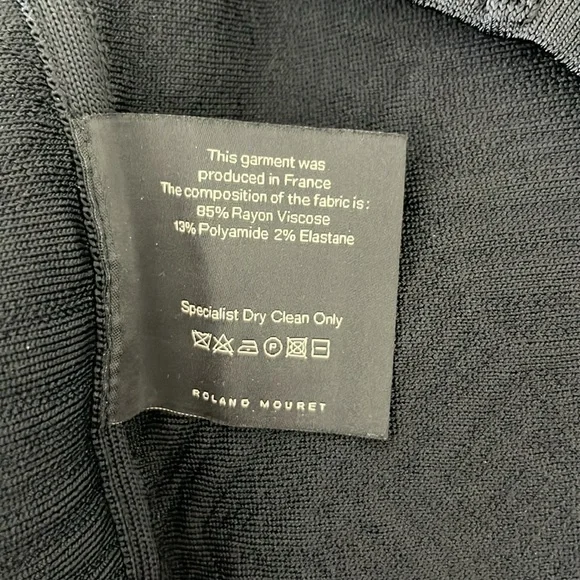 This garment was
produced in France
The composition of the fabric is:
85% Rayon Viscose
13% Polyamide 2% Elastane
Specialist Dry Clean Only
P
ROLAND MOURET